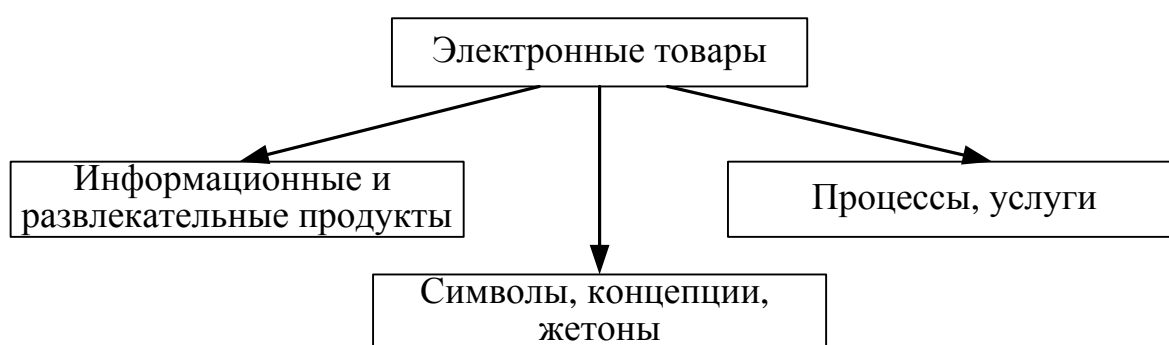 Электронные товары
Информационные и
развлекательные продукты
Процессы, услуги
Символы, концепции,
жетоны